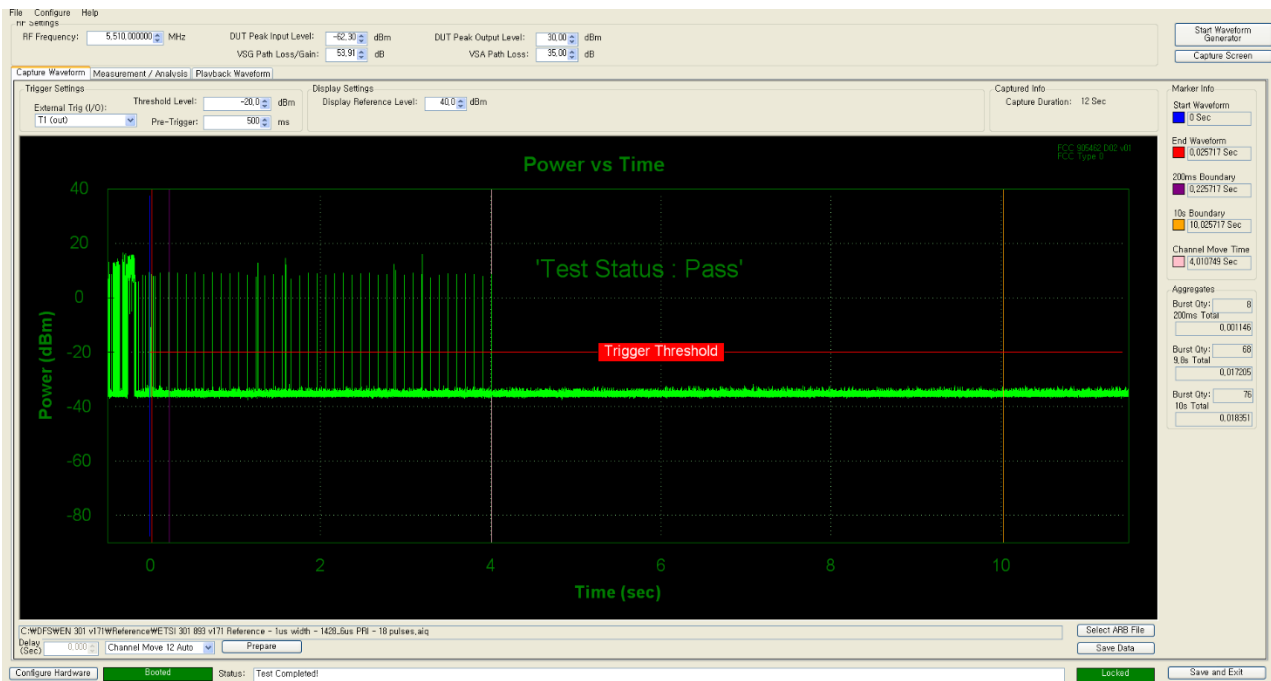 File Configure Help
RF Settings
RF Frequency: 5,510,000000 MHz
DUT Peak Input Level: -62,30 dBm
DUT Peak Output Level: 30,00 dBm
VSG Path Loss/Gain: 53,91 dB
VSA Path Loss: 35,00 dB
Start Waveform Generator
Capture Screen
Capture Waveform Measurement / Analysis Playback Waveform
Trigger Settings
External Trig (I/O):
T1 (out)
Threshold Level: -20,0 dBm
Pre-Trigger: 500 ms
Display Settings
Display Reference Level: 40,0 dBm
Captured Info
Capture Duration: 12 Sec
Marker Info
Start Waveform
0 Sec
End Waveform
0,025717 Sec
200ms Boundary
0,225717 Sec
10s Boundary
10,025717 Sec
Channel Move Time
4,010749 Sec
Aggregates
Burst Qty: 8
200ms Total
0,001146
Burst Qty: 68
9,8s Total
0,017205
Burst Qty: 76
10s Total
0,018351
FCC 905462 D02 v01
FCC Type 0
Power vs Time
'Test Status : Pass'
Trigger Threshold
Power (dBm)
40
20
0
-20
-40
-60
-80
0 2 4 6 8 10
Time (sec)
C:₩DFS₩EN 301 v171₩Reference₩ETSI 301 893 v171 Reference - 1us width - 1428_6us PRI - 18 pulses,aiq
Select ARB File
Delay (Sec) 0,000
Channel Move 12 Auto
Prepare
Save Data
Configure Hardware
Booted
Status: Test Completed!
Locked
Save and Exit